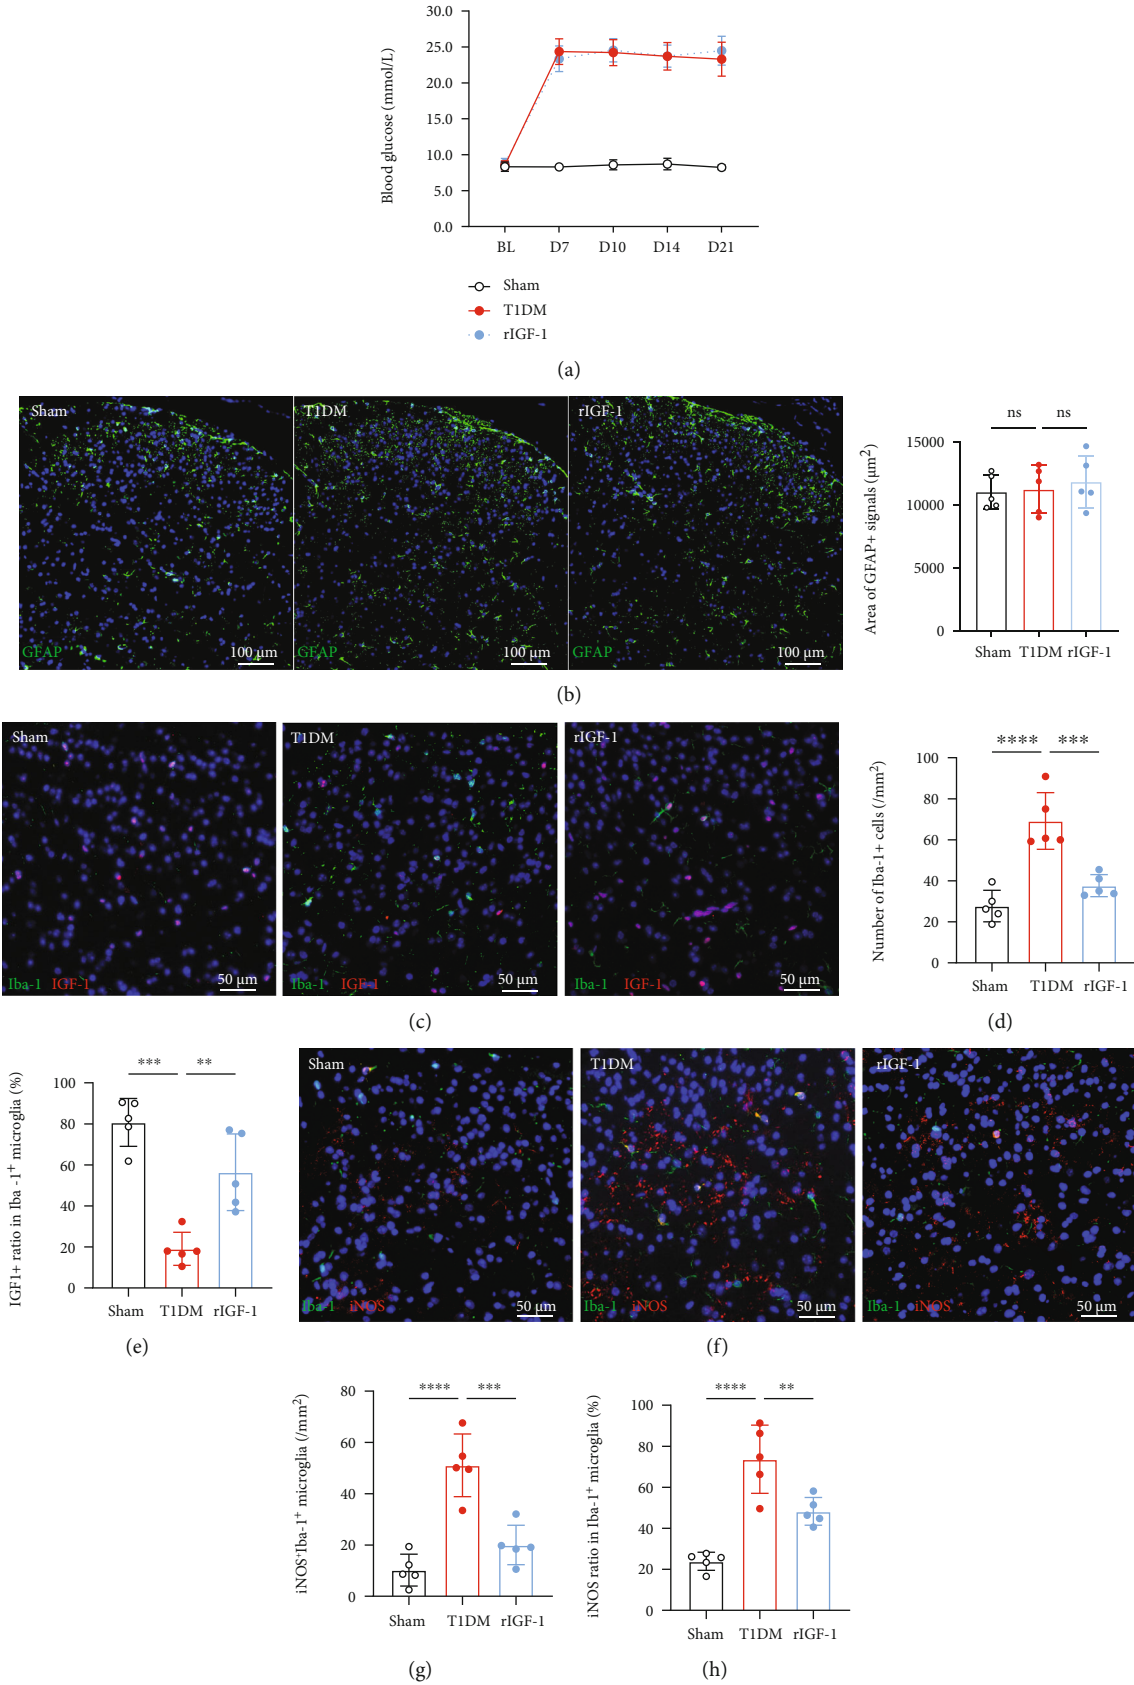 30.0
25.0
20.0
15.0
10.0
5.0
0.0
Blood glucose (mmol/L)
BL D7 D10 D14 D21
Sham
T1DM
rIGF-1
(a)
Sham T1DM rIGF-1
GFAP 100 μm GFAP 100 μm GFAP 100 μm
ns ns
15000
10000
5000
0
Area of GFAP+ signals (μm²)
Sham T1DM rIGF-1
(b)
Sham T1DM rIGF-1
Iba-1 IGF-1 50 μm Iba-1 IGF-1 50 μm Iba-1 IGF-1 50 μm
(c)
**** ***
100
80
60
40
20
0
Number of Iba-1+ cells (/mm²)
Sham T1DM rIGF-1
(d)
*** **
100
80
60
40
20
0
IGF1+ ratio in Iba -1⁺ microglia (%)
Sham T1DM rIGF-1
(e)
Sham T1DM rIGF-1
Iba-1 iNOS 50 μm Iba-1 iNOS 50 μm Iba-1 iNOS 50 μm
(f)
**** ***
80
60
40
20
0
iNOS⁺Iba-1⁺ microglia (/mm²)
Sham T1DM rIGF-1
(g)
**** **
100
80
60
40
20
0
iNOS ratio in Iba-1⁺ microglia (%)
Sham T1DM rIGF-1
(h)